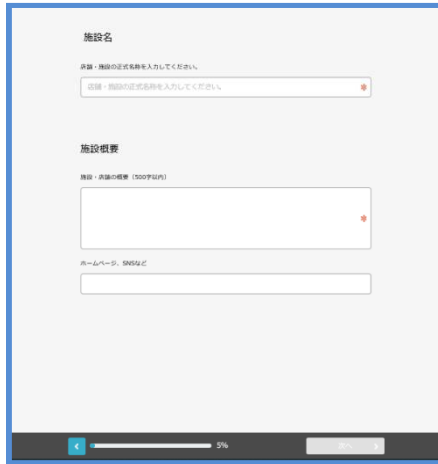 施設名
店舗・施設の正式名称を入力してください。
店舗・施設の正式名称を入力してください。
施設概要
施設・店舗の概要（500字以内）
ホームページ、SNSなど
5%
次へ